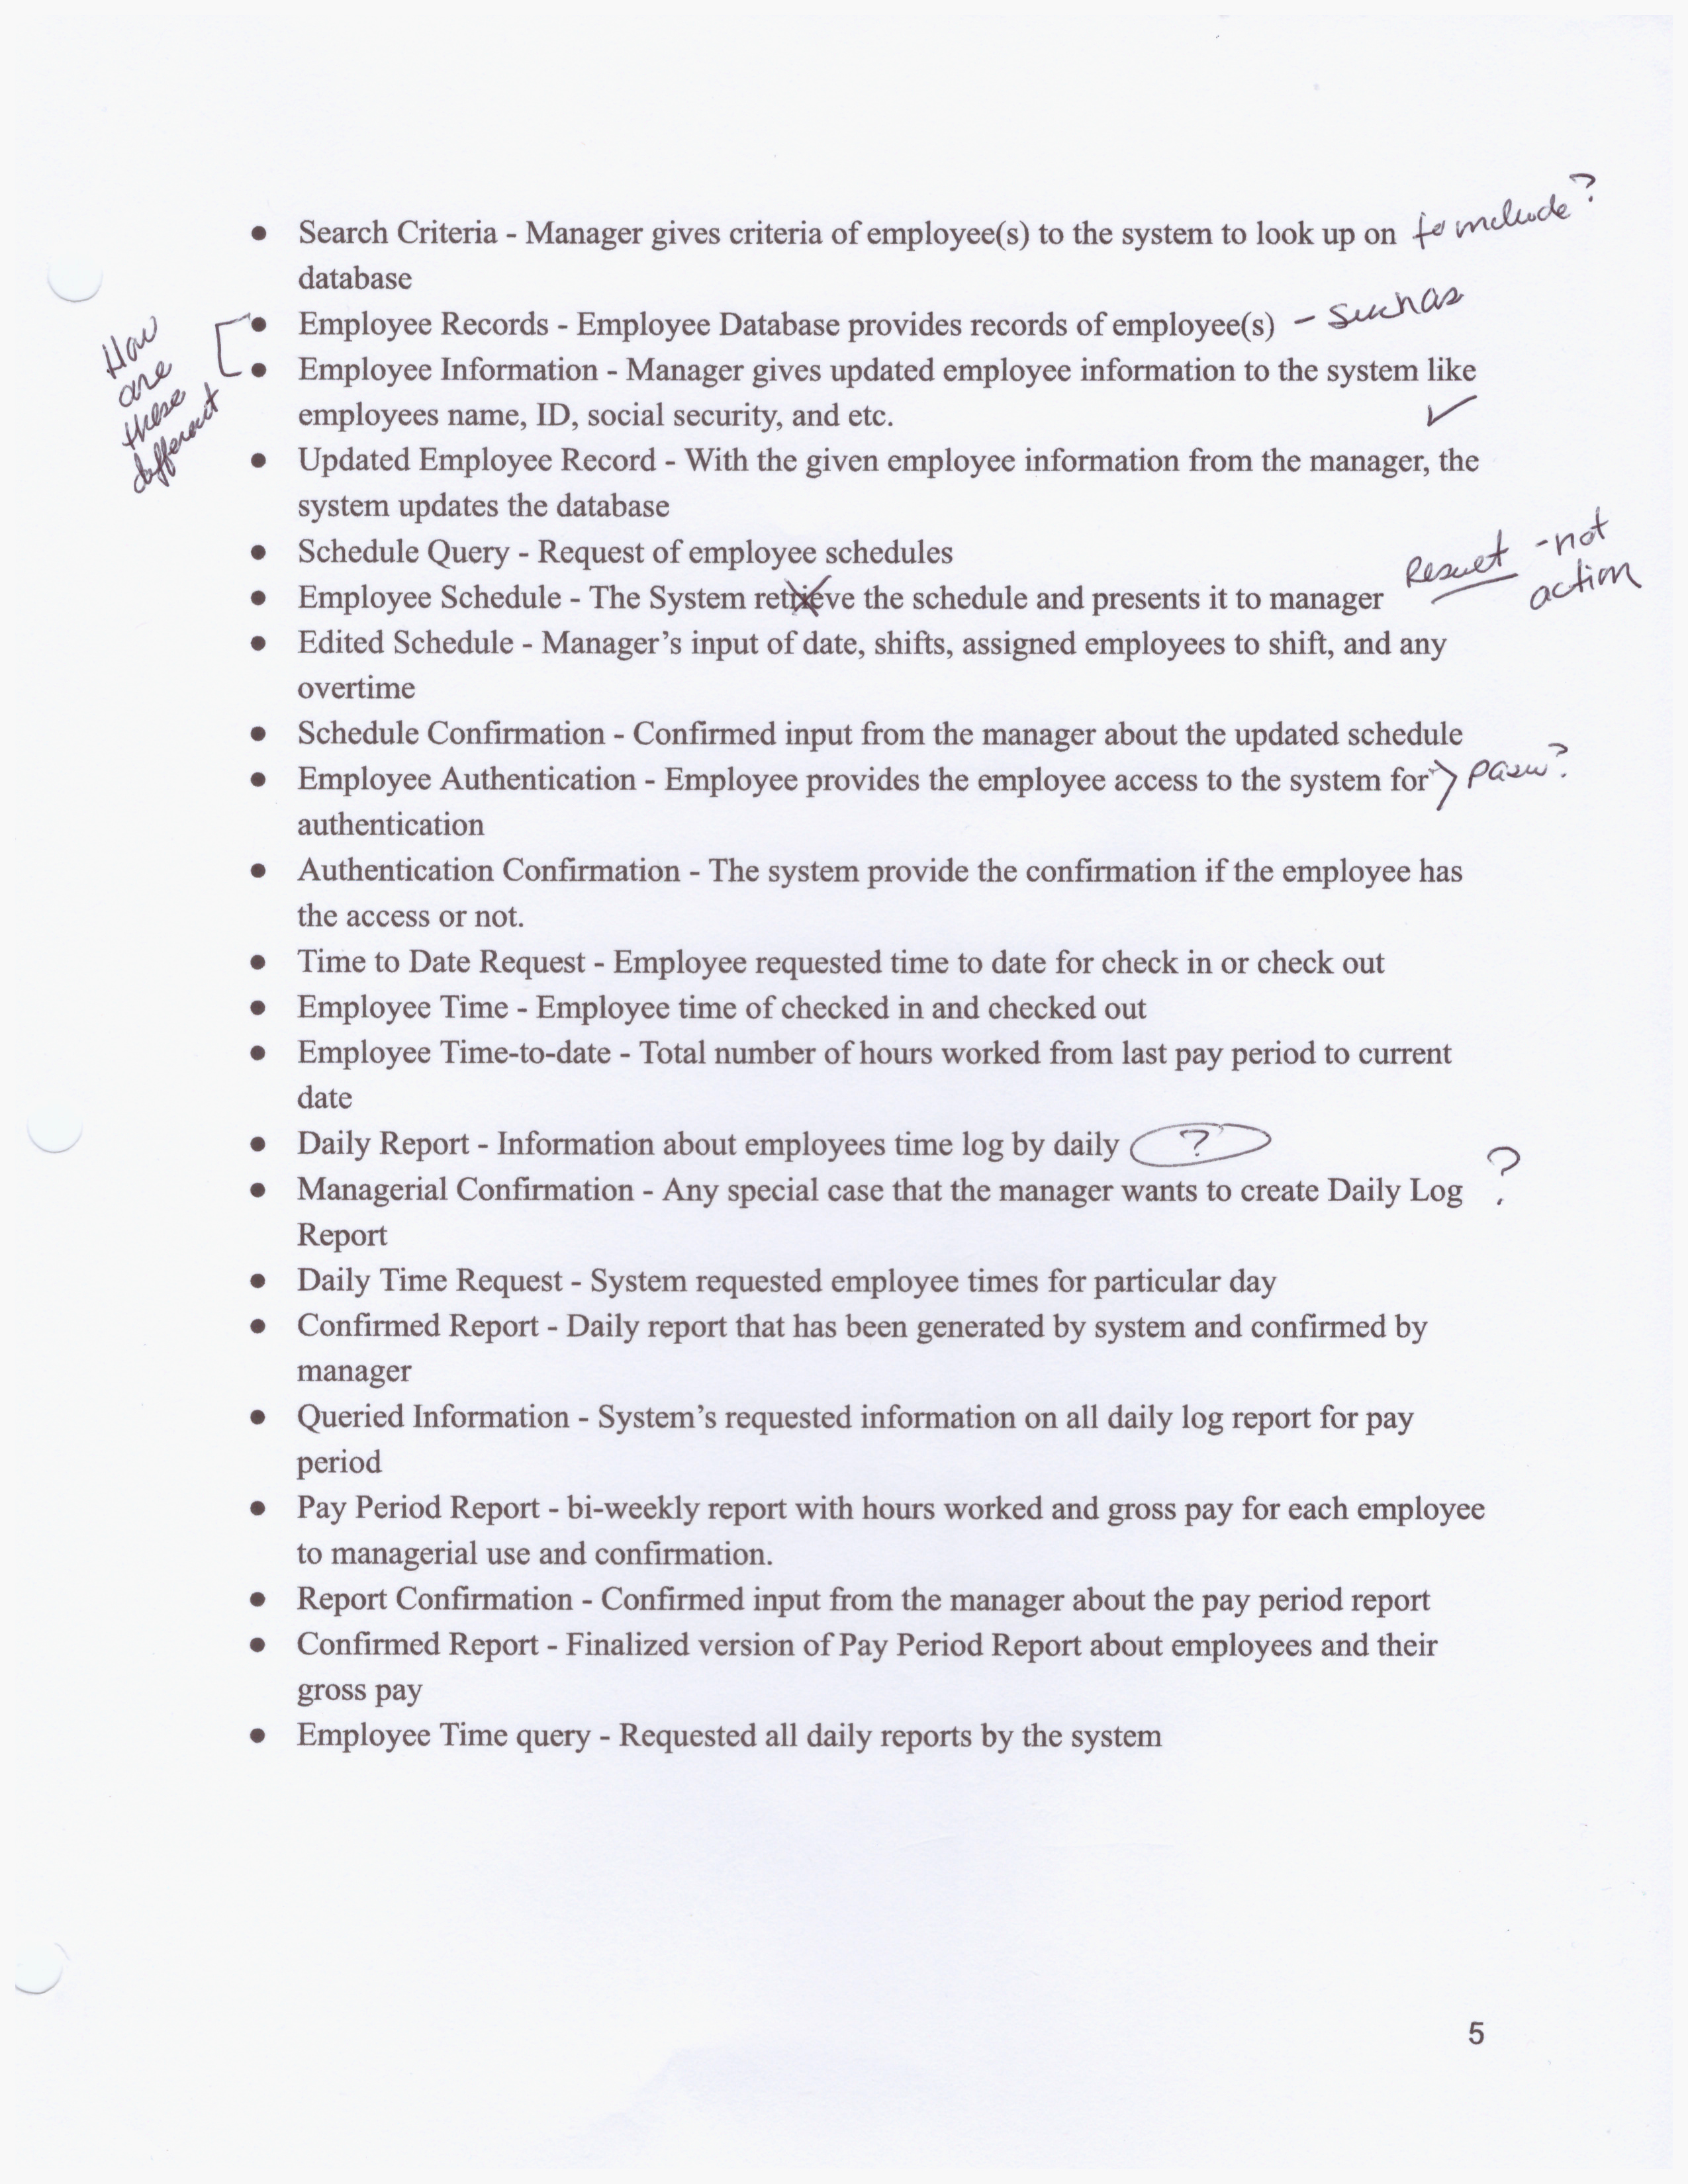 • Search Criteria - Manager gives criteria of employee(s) to the system to look up on to include?
database
• Employee Records - Employee Database provides records of employee(s) - such as
How are these different
• Employee Information - Manager gives updated employee information to the system like
employees name, ID, social security, and etc. ✓
• Updated Employee Record - With the given employee information from the manager, the
system updates the database
• Schedule Query - Request of employee schedules
• Employee Schedule - The System retrieve the schedule and presents it to manager
Result - not
action
• Edited Schedule - Manager’s input of date, shifts, assigned employees to shift, and any
overtime
• Schedule Confirmation - Confirmed input from the manager about the updated schedule
• Employee Authentication - Employee provides the employee access to the system for
authentication
• Authentication Confirmation - The system provide the confirmation if the employee has
the access or not.
• Time to Date Request - Employee requested time to date for check in or check out
• Employee Time - Employee time of checked in and checked out
• Employee Time-to-date - Total number of hours worked from last pay period to current
date
• Daily Report - Information about employees time log by daily ?
• Managerial Confirmation - Any special case that the manager wants to create Daily Log ?
Report
• Daily Time Request - System requested employee times for particular day
• Confirmed Report - Daily report that has been generated by system and confirmed by
manager
• Queried Information - System’s requested information on all daily log report for pay
period
• Pay Period Report - bi-weekly report with hours worked and gross pay for each employee
to managerial use and confirmation.
• Report Confirmation - Confirmed input from the manager about the pay period report
• Confirmed Report - Finalized version of Pay Period Report about employees and their
gross pay
• Employee Time query - Requested all daily reports by the system
5